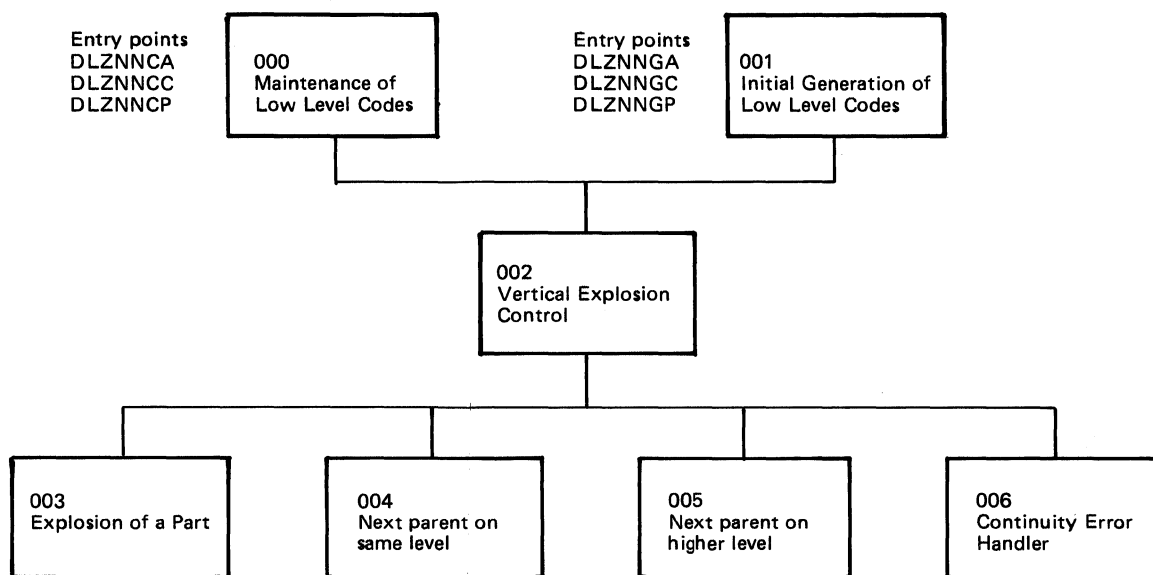 Entry points
DLZNNCA
DLZNNCC
DLZNNCP
000
Maintenance of
Low Level Codes
Entry points
DLZNNGA
DLZNNGC
DLZNNGP
001
Initial Generation of
Low Level Codes
002
Vertical Explosion
Control
003
Explosion of a Part
004
Next parent on
same level
005
Next parent on
higher level
006
Continuity Error
Handler